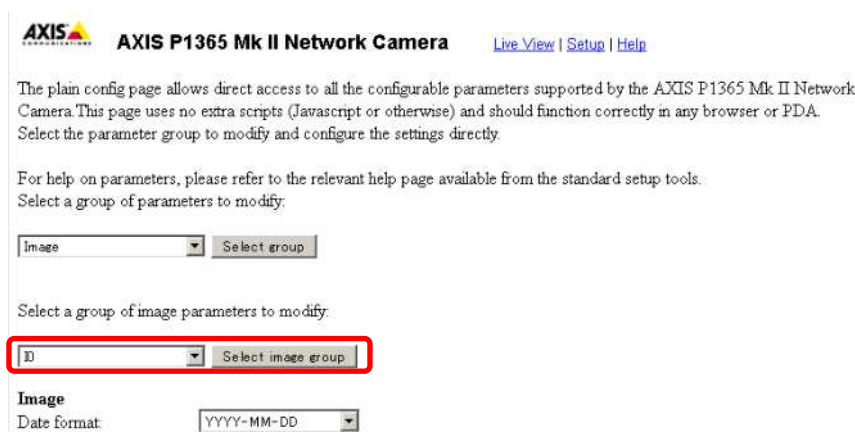 AXIS
COMMUNICATIONS
AXIS P1365 Mk II Network Camera Live View | Setup | Help
The plain config page allows direct access to all the configurable parameters supported by the AXIS P1365 Mk II Network
Camera.This page uses no extra scripts (Javascript or otherwise) and should function correctly in any browser or PDA.
Select the parameter group to modify and configure the settings directly.
For help on parameters, please refer to the relevant help page available from the standard setup tools.
Select a group of parameters to modify:
Image Select group
Select a group of image parameters to modify:
I0 Select image group
Image
Date format: YYYY-MM-DD